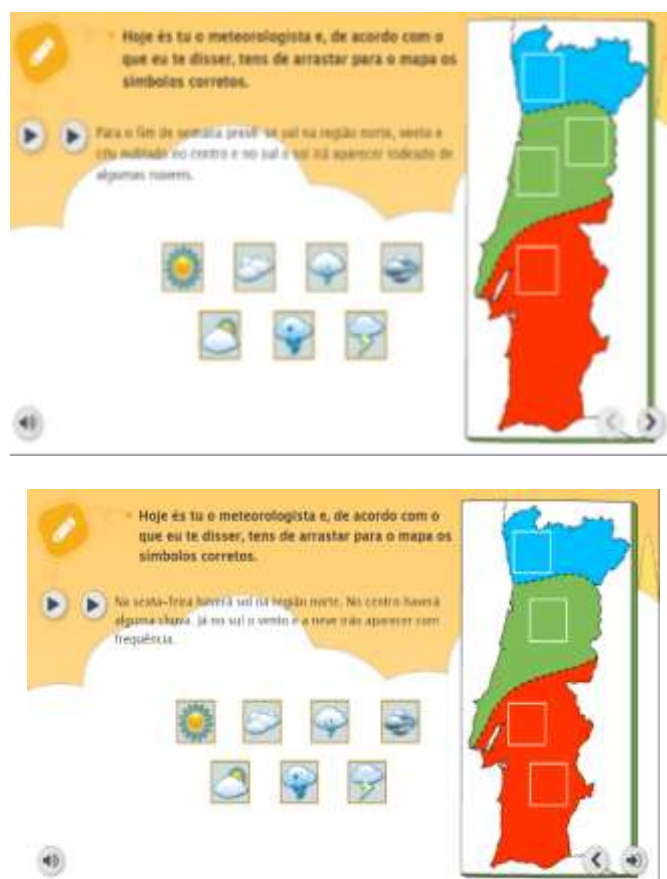 Hoje és tu o meteorologista e, de acordo com o
que eu te disser, tens de arrastar para o mapa os
símbolos corretos.
Para o fim de semana prevê-se sol na região norte, vento e
céu nublado no centro e no sul o sol irá aparecer rodeado de
algumas nuvens.
Hoje és tu o meteorologista e, de acordo com o
que eu te disser, tens de arrastar para o mapa os
símbolos corretos.
Na sexta-feira haverá sol na região norte. No centro haverá
alguma chuva. Já no sul o vento e a neve irão aparecer com
frequência.